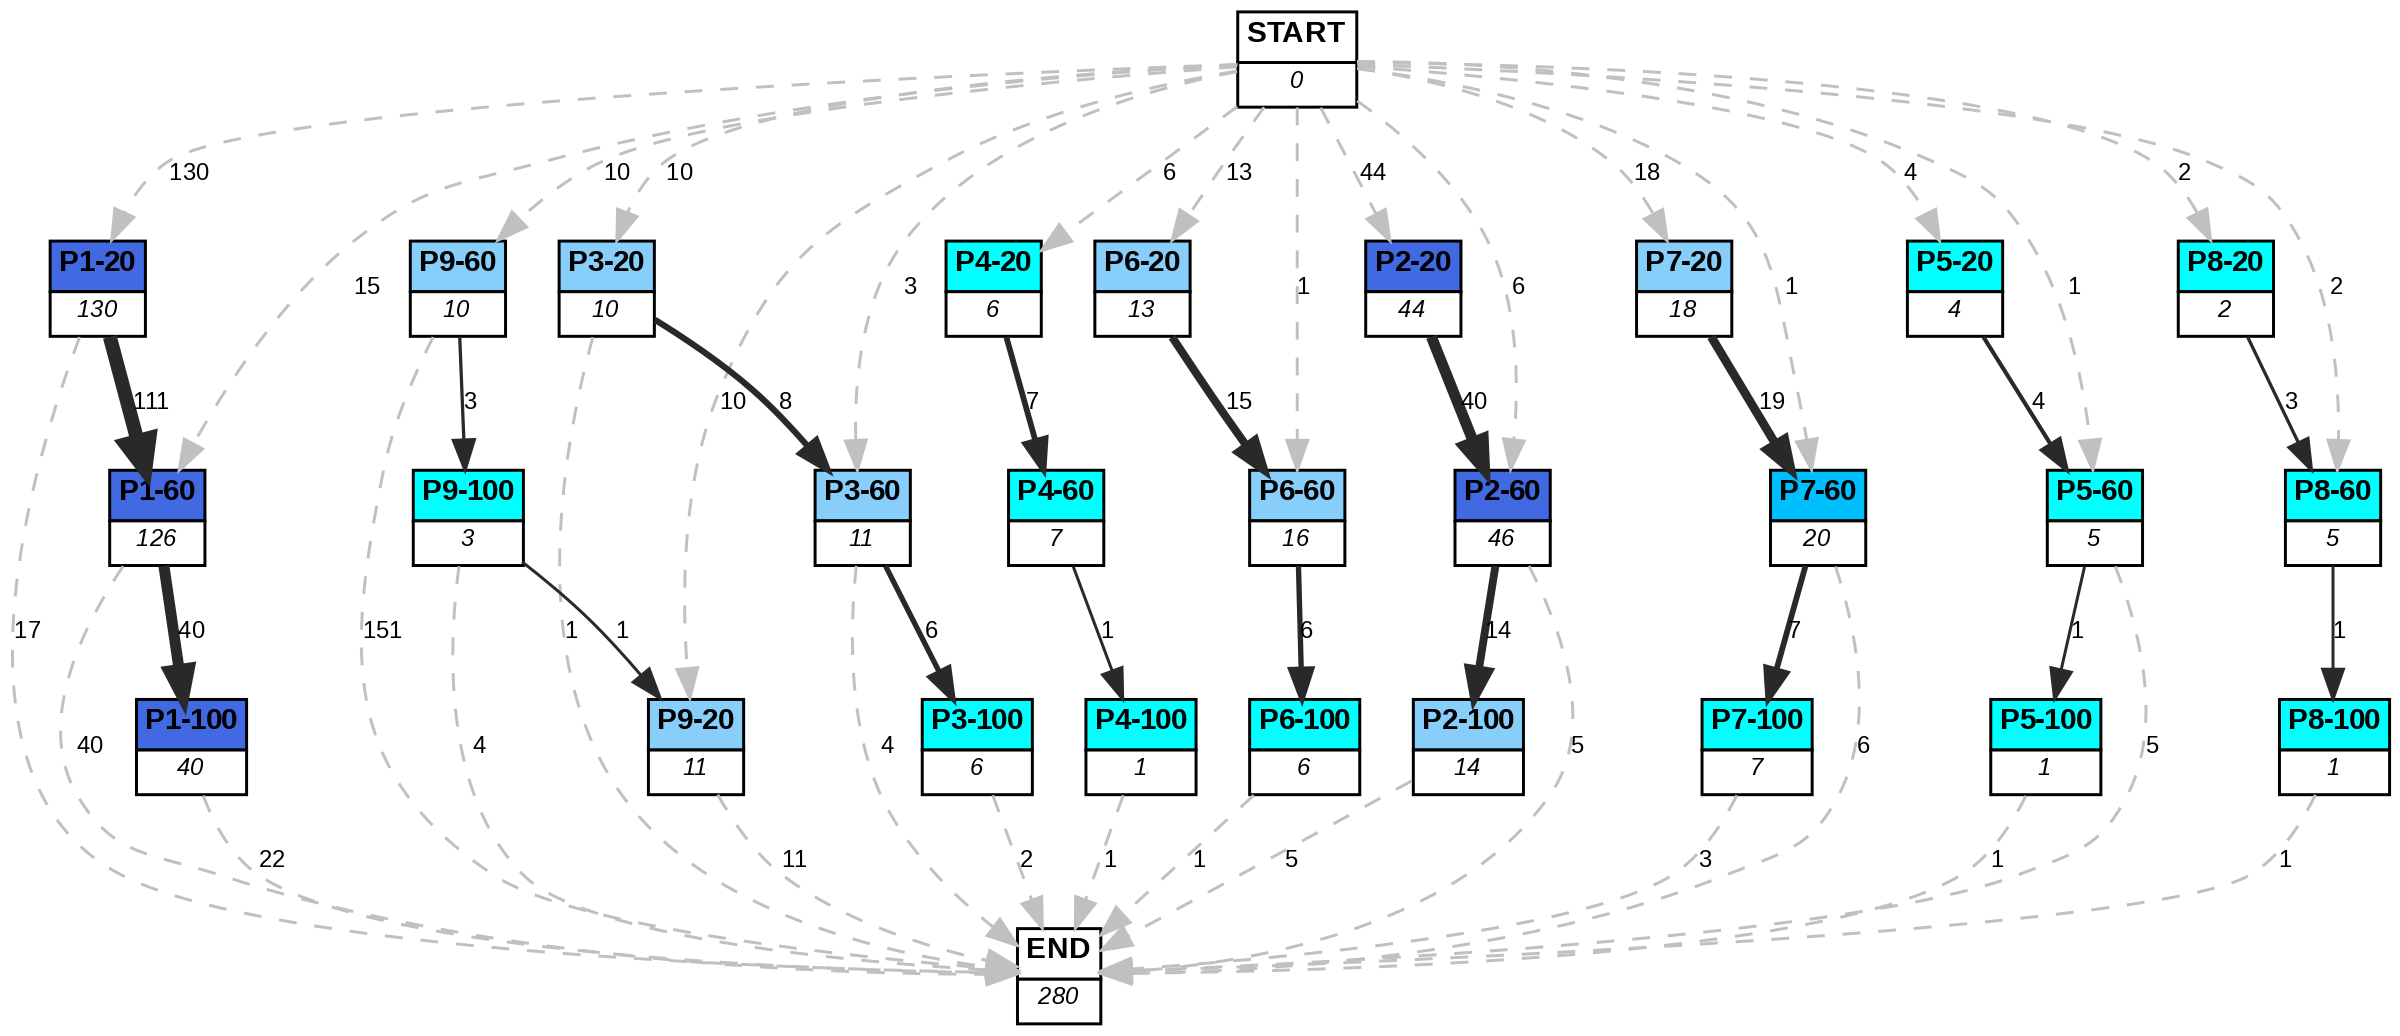 START
0
130
10
10
6
13
44
18
4
2
P1-20
130
P9-60
10
P3-20
10
P4-20
6
P6-20
13
P2-20
44
P7-20
18
P5-20
4
P8-20
2
15
3
1
6
1
1
2
111
3
10
8
7
15
40
19
4
3
P1-60
126
P9-100
3
P3-60
11
P4-60
7
P6-60
16
P2-60
46
P7-60
20
P5-60
5
P8-60
5
17
40
151
1
1
6
1
6
14
7
1
1
P1-100
40
P9-20
11
P3-100
6
P4-100
1
P6-100
6
P2-100
14
P7-100
7
P5-100
1
P8-100
1
40
4
4
5
6
5
22
11
2
1
1
5
3
1
1
END
280